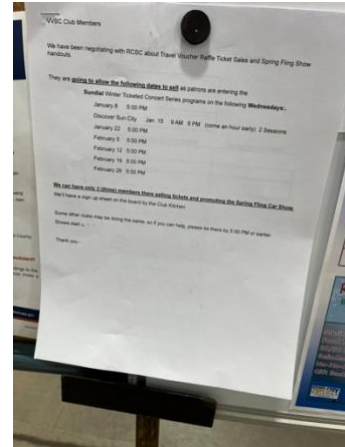 VVSC Club Members
We have been negotiating with RCSC about Travel Voucher Raffle Ticket Sales and Spring Fling Show
handouts.
They are going to allow the following dates to sell as patrons are entering the
Sundial Winter Ticketed Concert Series programs on the following Wednesdays:.
January 8 5:00 PM
Discover Sun City Jan. 15 9 AM 5 PM (come an hour early) 2 Sessions
January 22 5:00 PM
February 5 5:00 PM
February 12 5:00 PM
February 19 5:00 PM
February 26 5:00 PM
We can have only 3 (three) members there selling tickets and promoting the Spring Fling Car Show.
We'll have a sign up sheet on the board by the Club Kitchen
Some other clubs may be doing the same, so if you can help, please be there by 5:00 PM or earlier.
Shows start
Thank you